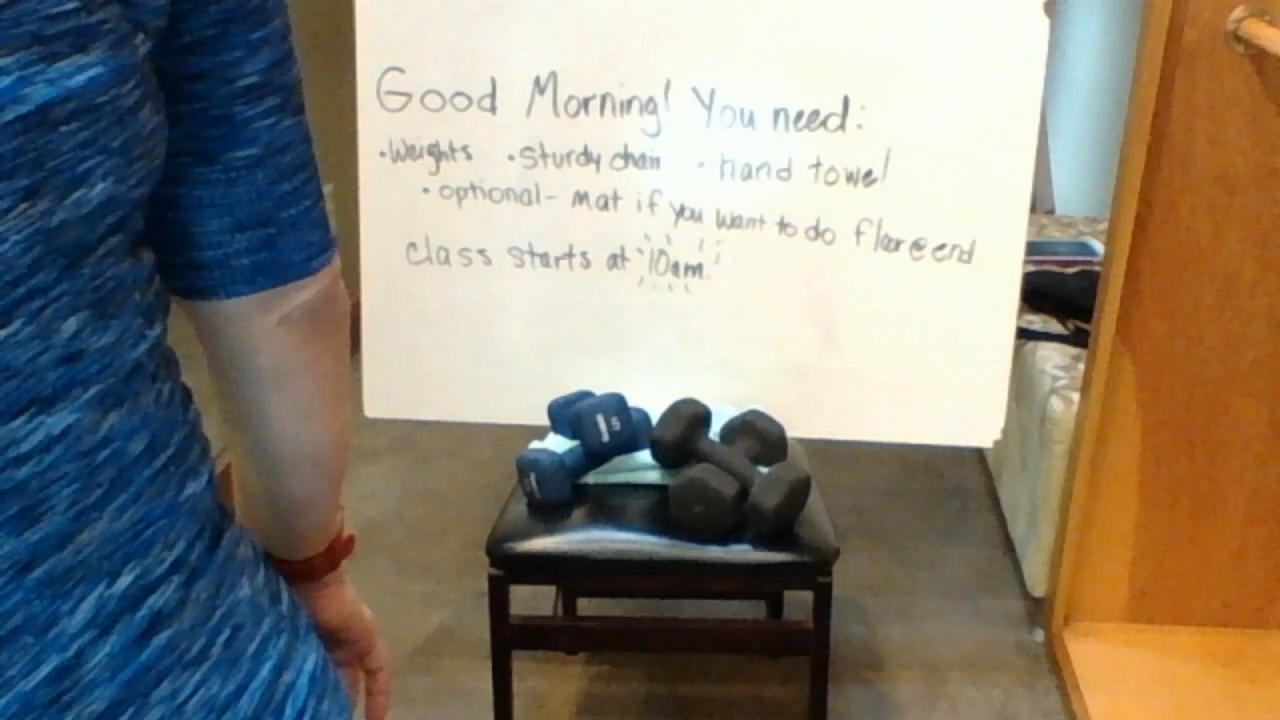 Good Morning! You need:
• Weights • Sturdy chair • hand towel
• optional - mat if you want to do floor @ end
class starts at 10am